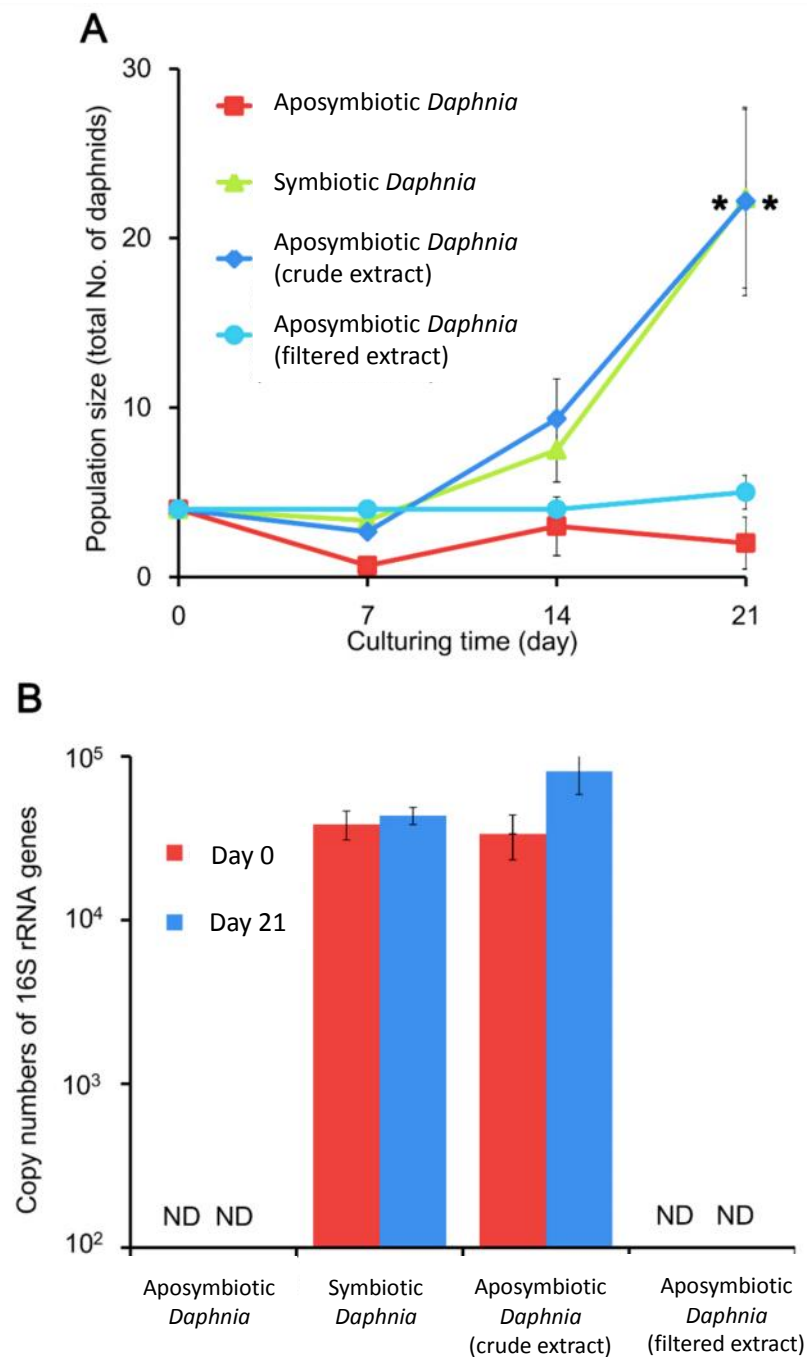 A
30
20
10
0
Population size (total No. of daphnids)
Aposymbiotic Daphnia
Symbiotic Daphnia
Aposymbiotic Daphnia
(crude extract)
Aposymbiotic Daphnia
(filtered extract)
* *
0 7 14 21
Culturing time (day)
B
10⁵
10⁴
10³
10²
Copy numbers of 16S rRNA genes
Day 0
Day 21
ND ND
ND ND
Aposymbiotic
Daphnia
Symbiotic
Daphnia
Aposymbiotic
Daphnia
(crude extract)
Aposymbiotic
Daphnia
(filtered extract)